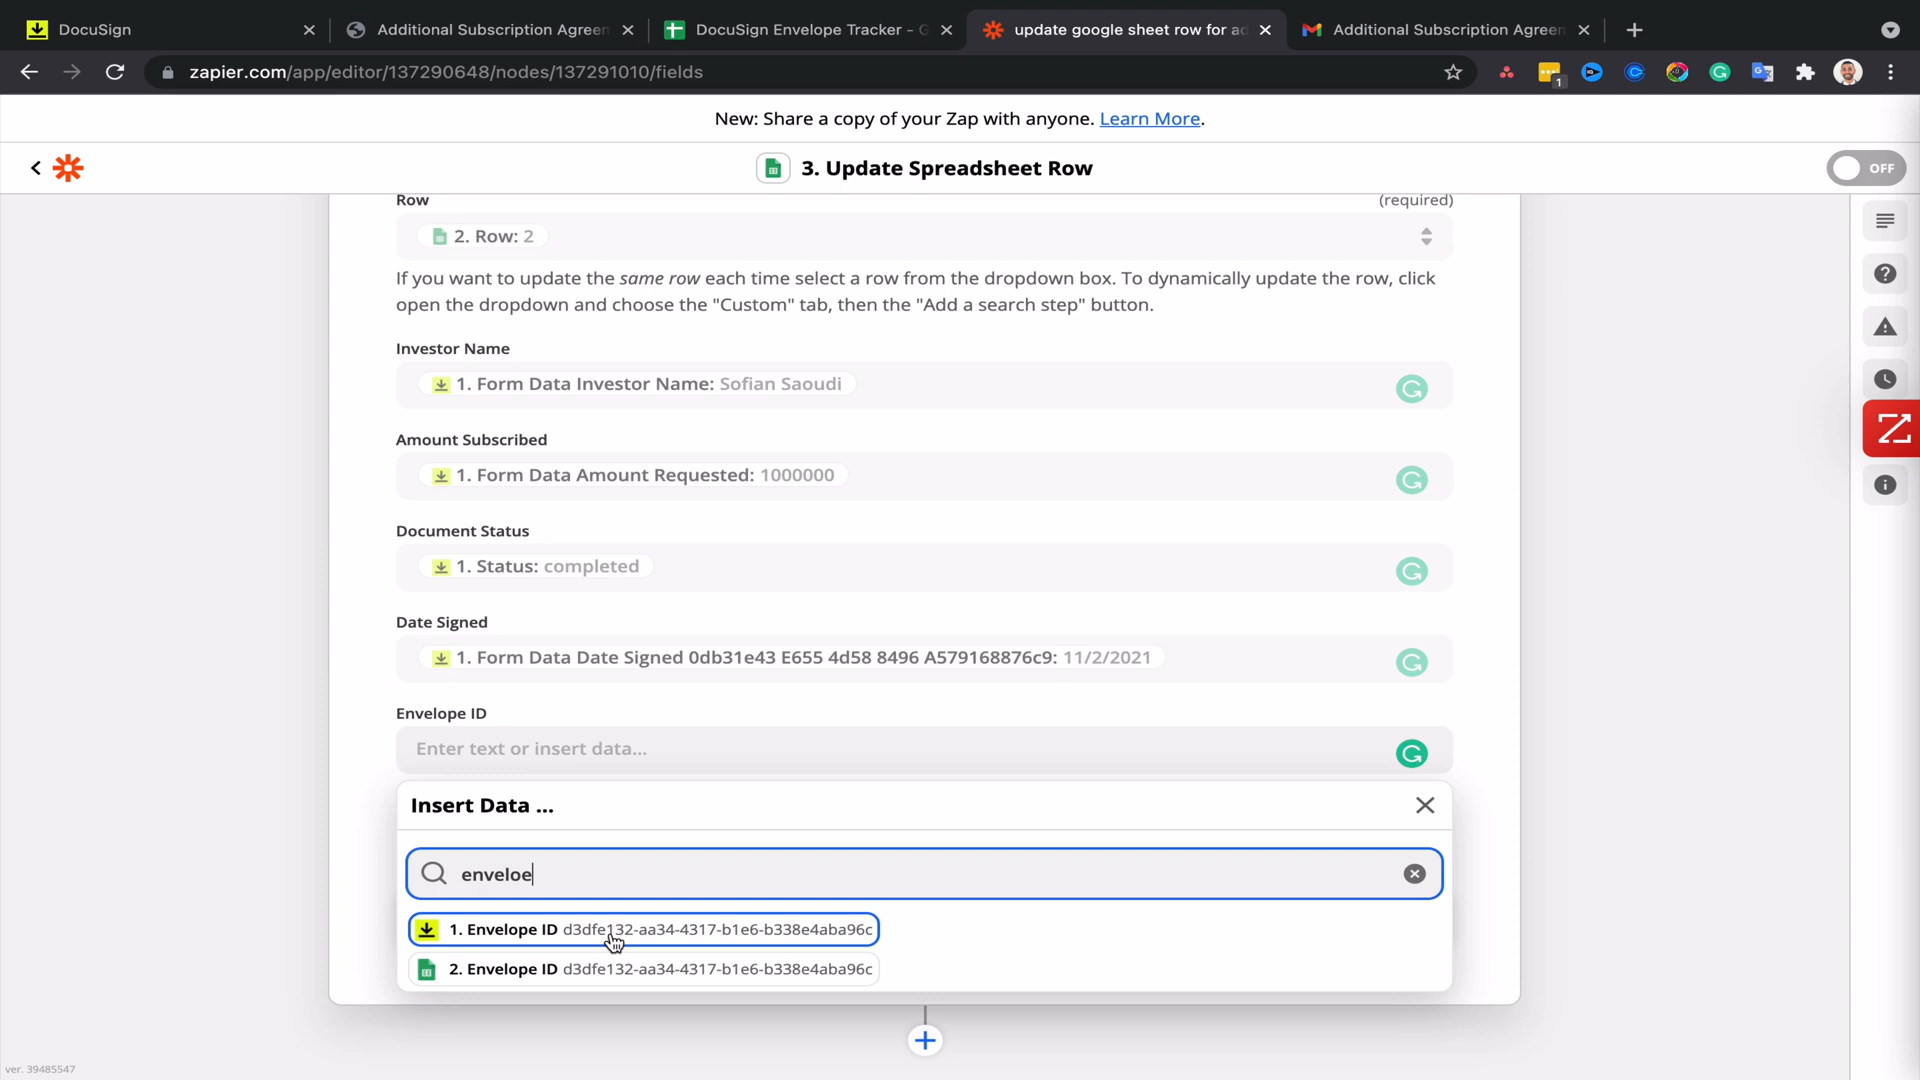 DocuSign
Additional Subscription Agreem
DocuSign Envelope Tracker - G
update google sheet row for ad
Additional Subscription Agreem
zapier.com/app/editor/137290648/nodes/137291010/fields
1
New: Share a copy of your Zap with anyone. Learn More.
3. Update Spreadsheet Row
OFF
Row
(required)
2. Row: 2
If you want to update the same row each time select a row from the dropdown box. To dynamically update the row, click
open the dropdown and choose the "Custom" tab, then the "Add a search step" button.
Investor Name
1. Form Data Investor Name: Sofian Saoudi
Amount Subscribed
1. Form Data Amount Requested: 1000000
Document Status
1. Status: completed
Date Signed
1. Form Data Date Signed 0db31e43 E655 4d58 8496 A579168876c9: 11/2/2021
Envelope ID
Enter text or insert data...
Insert Data ...
enveloe
1. Envelope ID d3dfe132-aa34-4317-b1e6-b338e4aba96c
2. Envelope ID d3dfe132-aa34-4317-b1e6-b338e4aba96c
ver. 39485547